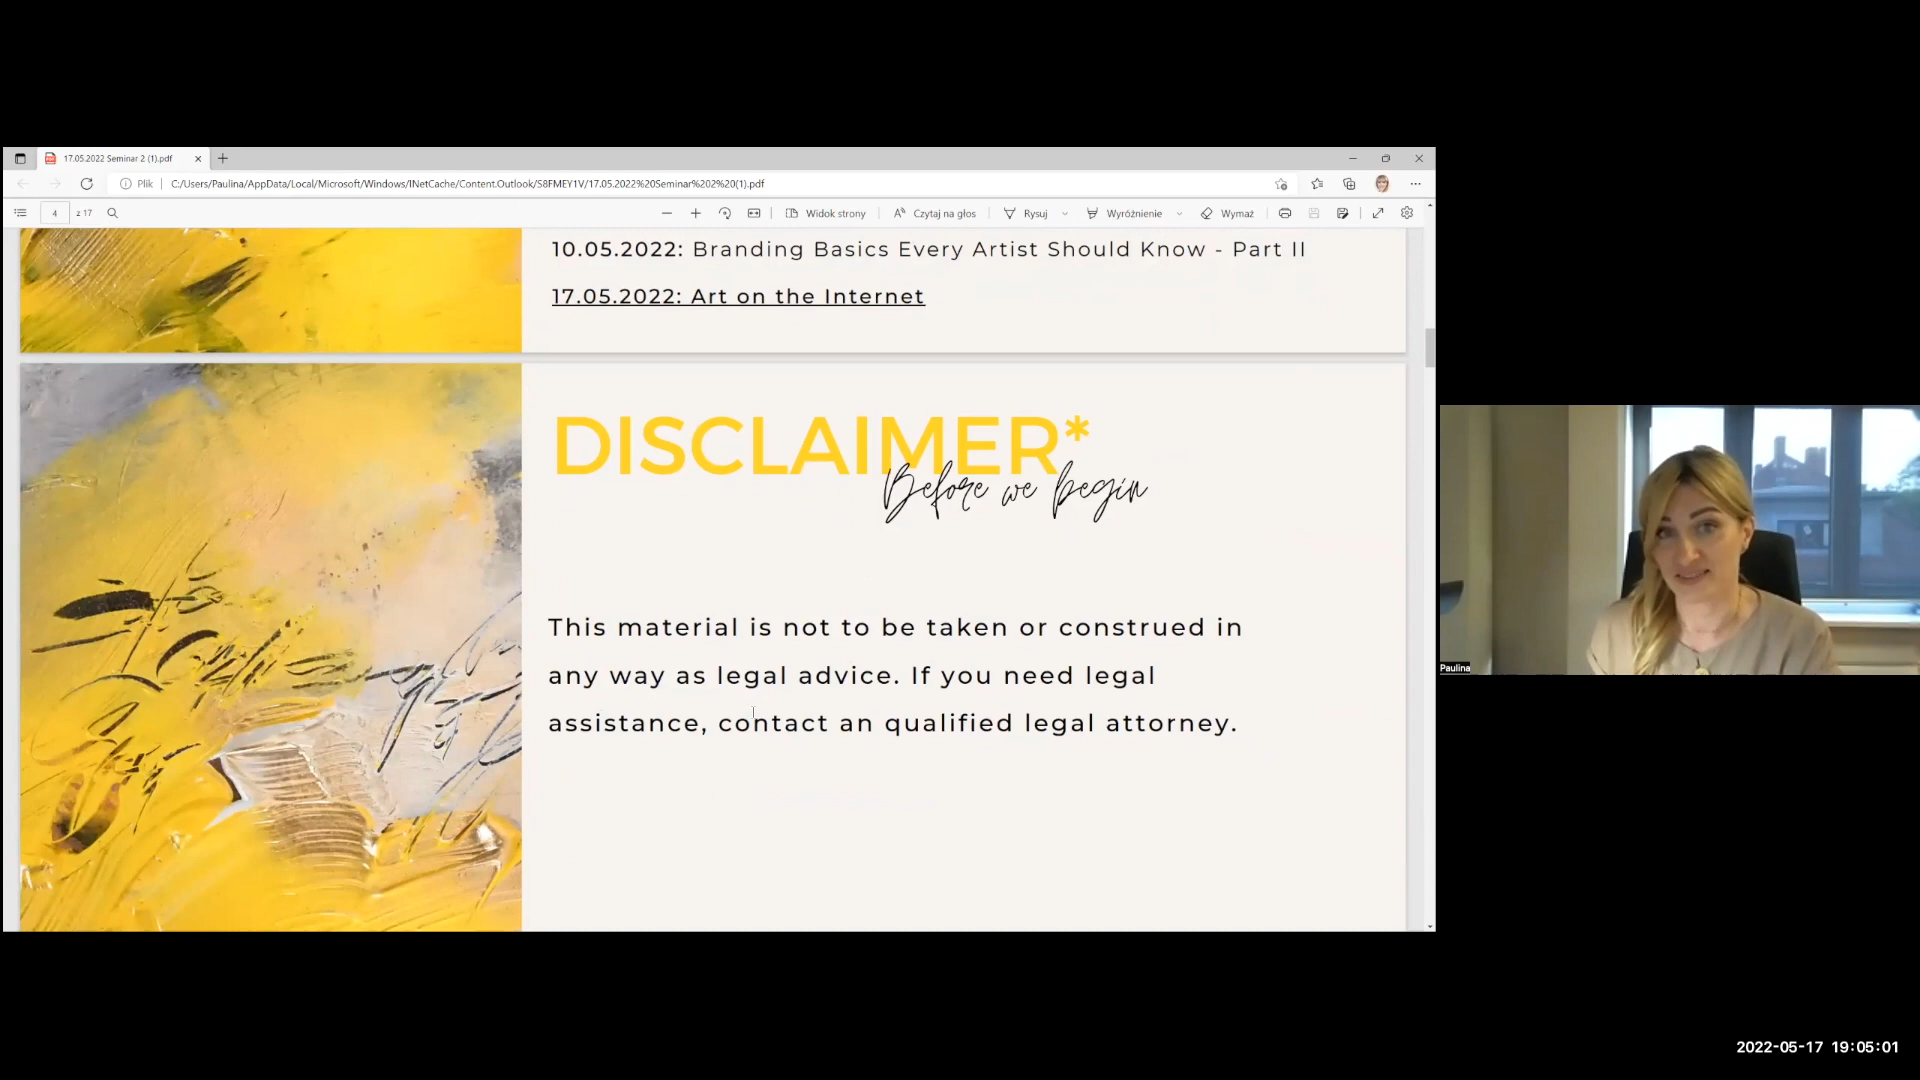 17.05.2022 Seminar 2 (1).pdf
Plik C:/Users/Paulina/AppData/Local/Microsoft/Windows/INetCache/Content.Outlook/S8FMEY1V/17.05.2022%20Seminar%202%20(1).pdf
4 z 17 Widok strony Czytaj na głos Rysuj Wyróżnienie Wymaż
10.05.2022: Branding Basics Every Artist Should Know - Part II
17.05.2022: Art on the Internet
DISCLAIMER*
Before we begin
This material is not to be taken or construed in
any way as legal advice. If you need legal
assistance, contact an qualified legal attorney.
Paulina
2022-05-17 19:05:01